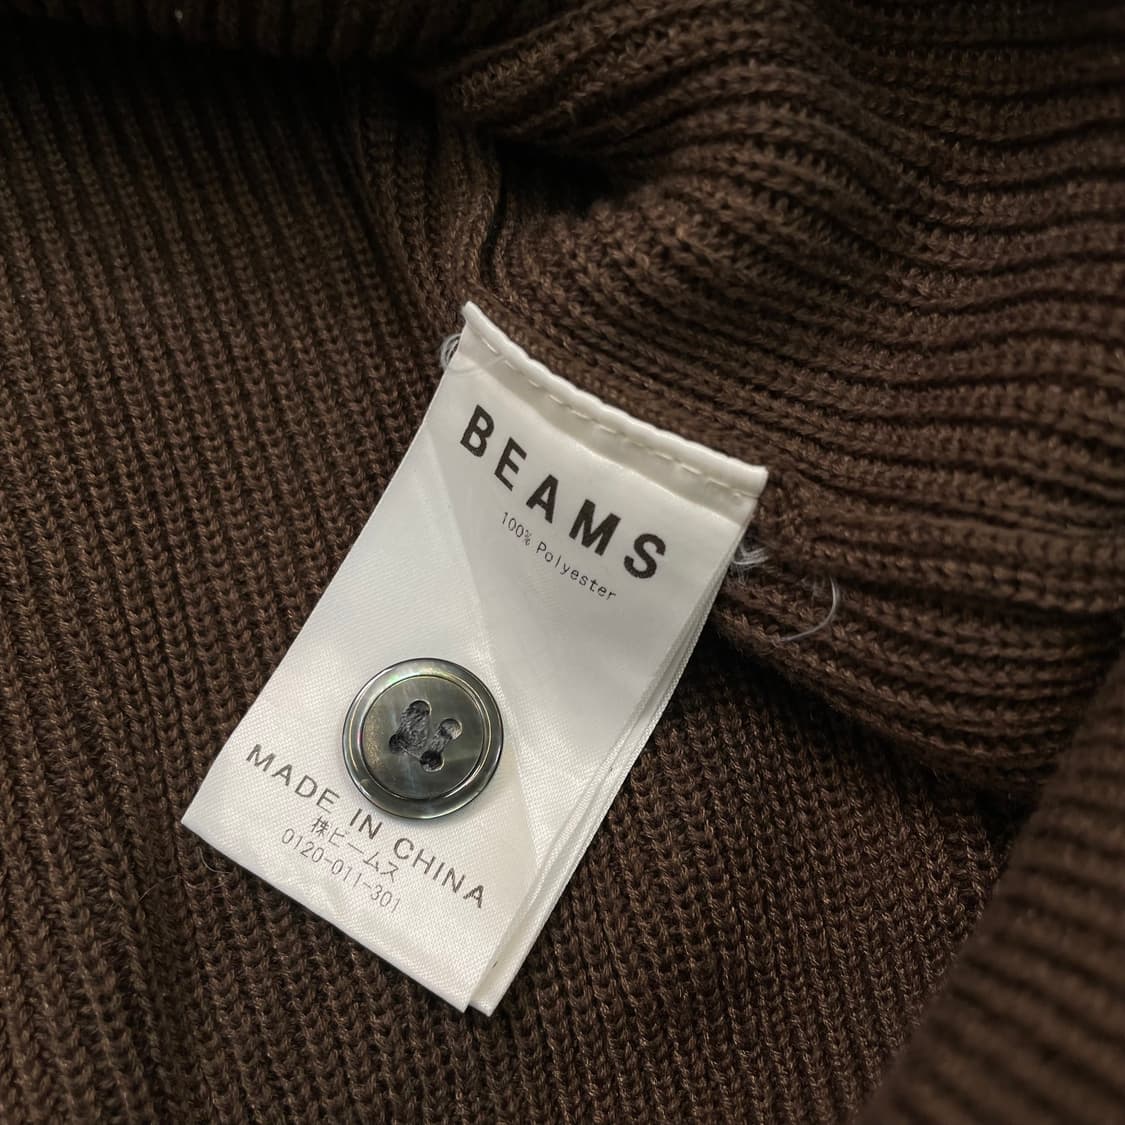 BEAMS
100% Polyester
MADE IN CHINA
株ビームス
0120-011-301